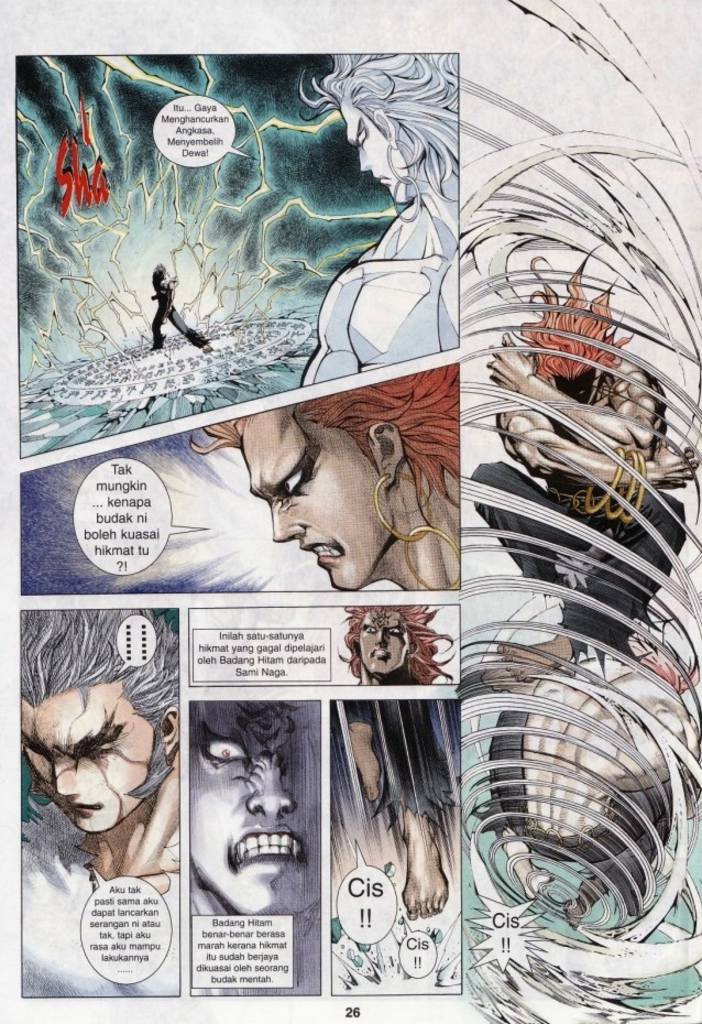 Itu... Gaya
Menghancurkan
Angkasa,
Menyembelih
Dewa!
Sha
Tak
mungkin
... kenapa
budak ni
boleh kuasai
hikmat tu
?!
Inilah satu-satunya
hikmat yang gagal dipelajari
oleh Badang Hitam daripada
Sami Naga.
Aku tak
pasti sama aku
dapat lancarkan
serangan ni atau
tak, tapi aku
rasa aku mampu
lakukannya
......
Badang Hitam
benar-benar berasa
marah kerana hikmat
itu sudah berjaya
dikuasai oleh seorang
budak mentah.
Cis
!!
Cis
!!
Cis
!!
26